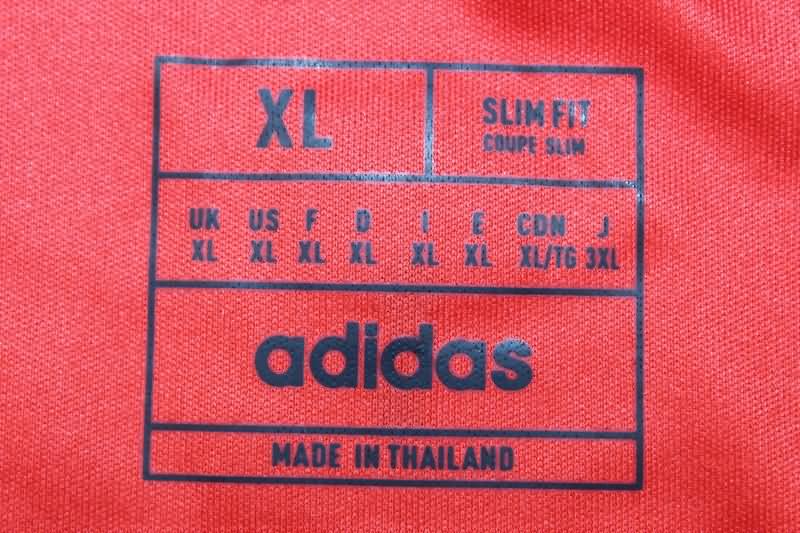 XL
SLIM FIT
COUPE SLIM
UK US F D I E CDN J
XL XL XL XL XL XL XL/TG 3XL
adidas
MADE IN THAILAND